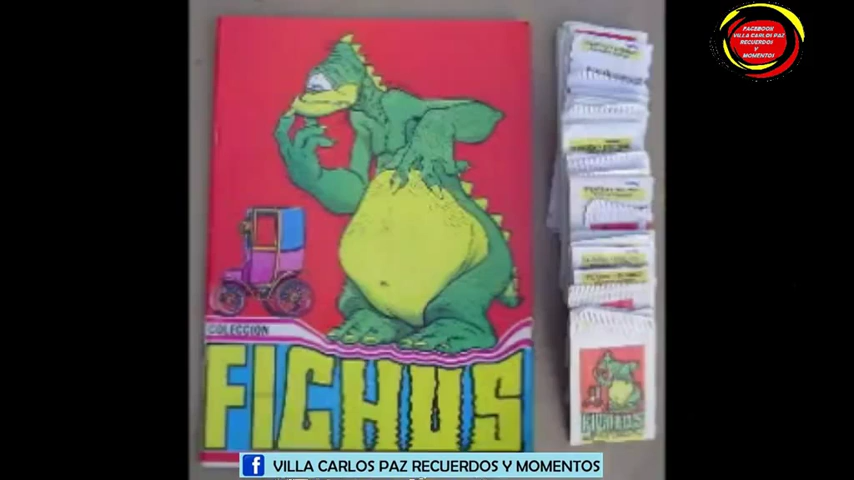 FACEBOOK
VILLA CARLOS PAZ
RECUERDOS
Y
MOMENTOS
COLECCION
FICHUS
FICHUS
VILLA CARLOS PAZ RECUERDOS Y MOMENTOS